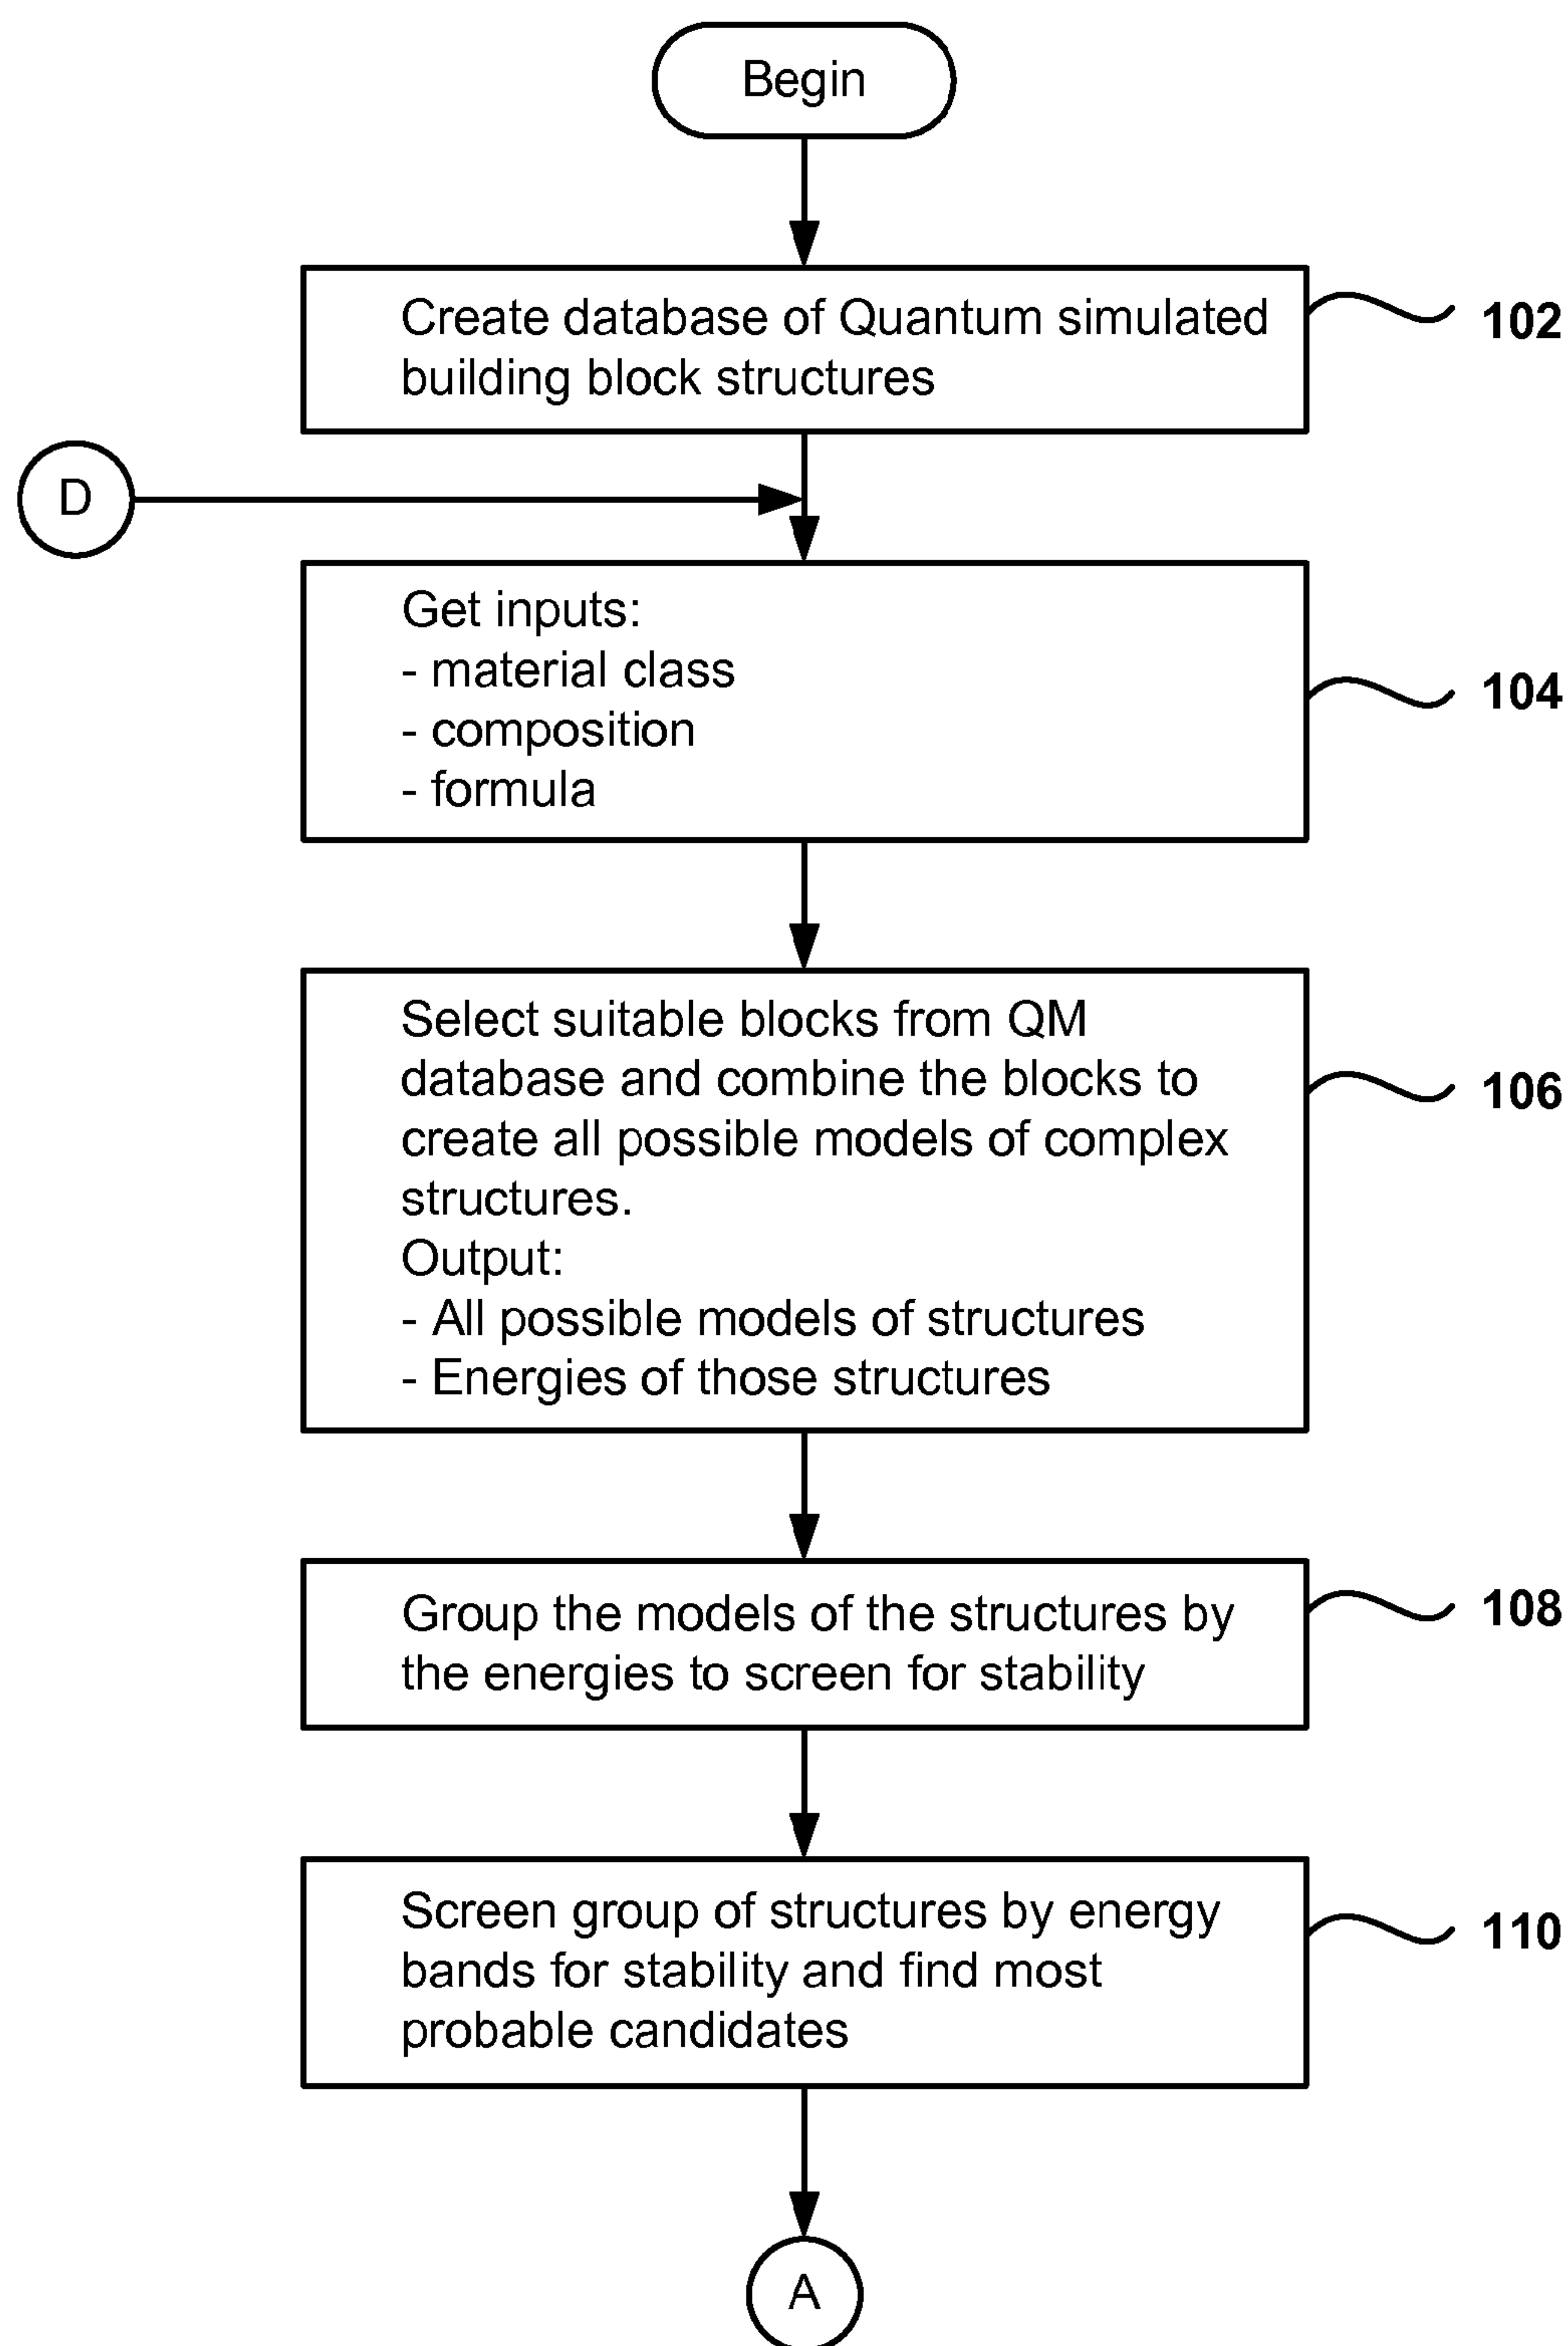 Begin
Create database of Quantum simulated
building block structures
102
D
Get inputs:
- material class
- composition
- formula
104
Select suitable blocks from QM
database and combine the blocks to
create all possible models of complex
structures.
Output:
- All possible models of structures
- Energies of those structures
106
Group the models of the structures by
the energies to screen for stability
108
Screen group of structures by energy
bands for stability and find most
probable candidates
110
A